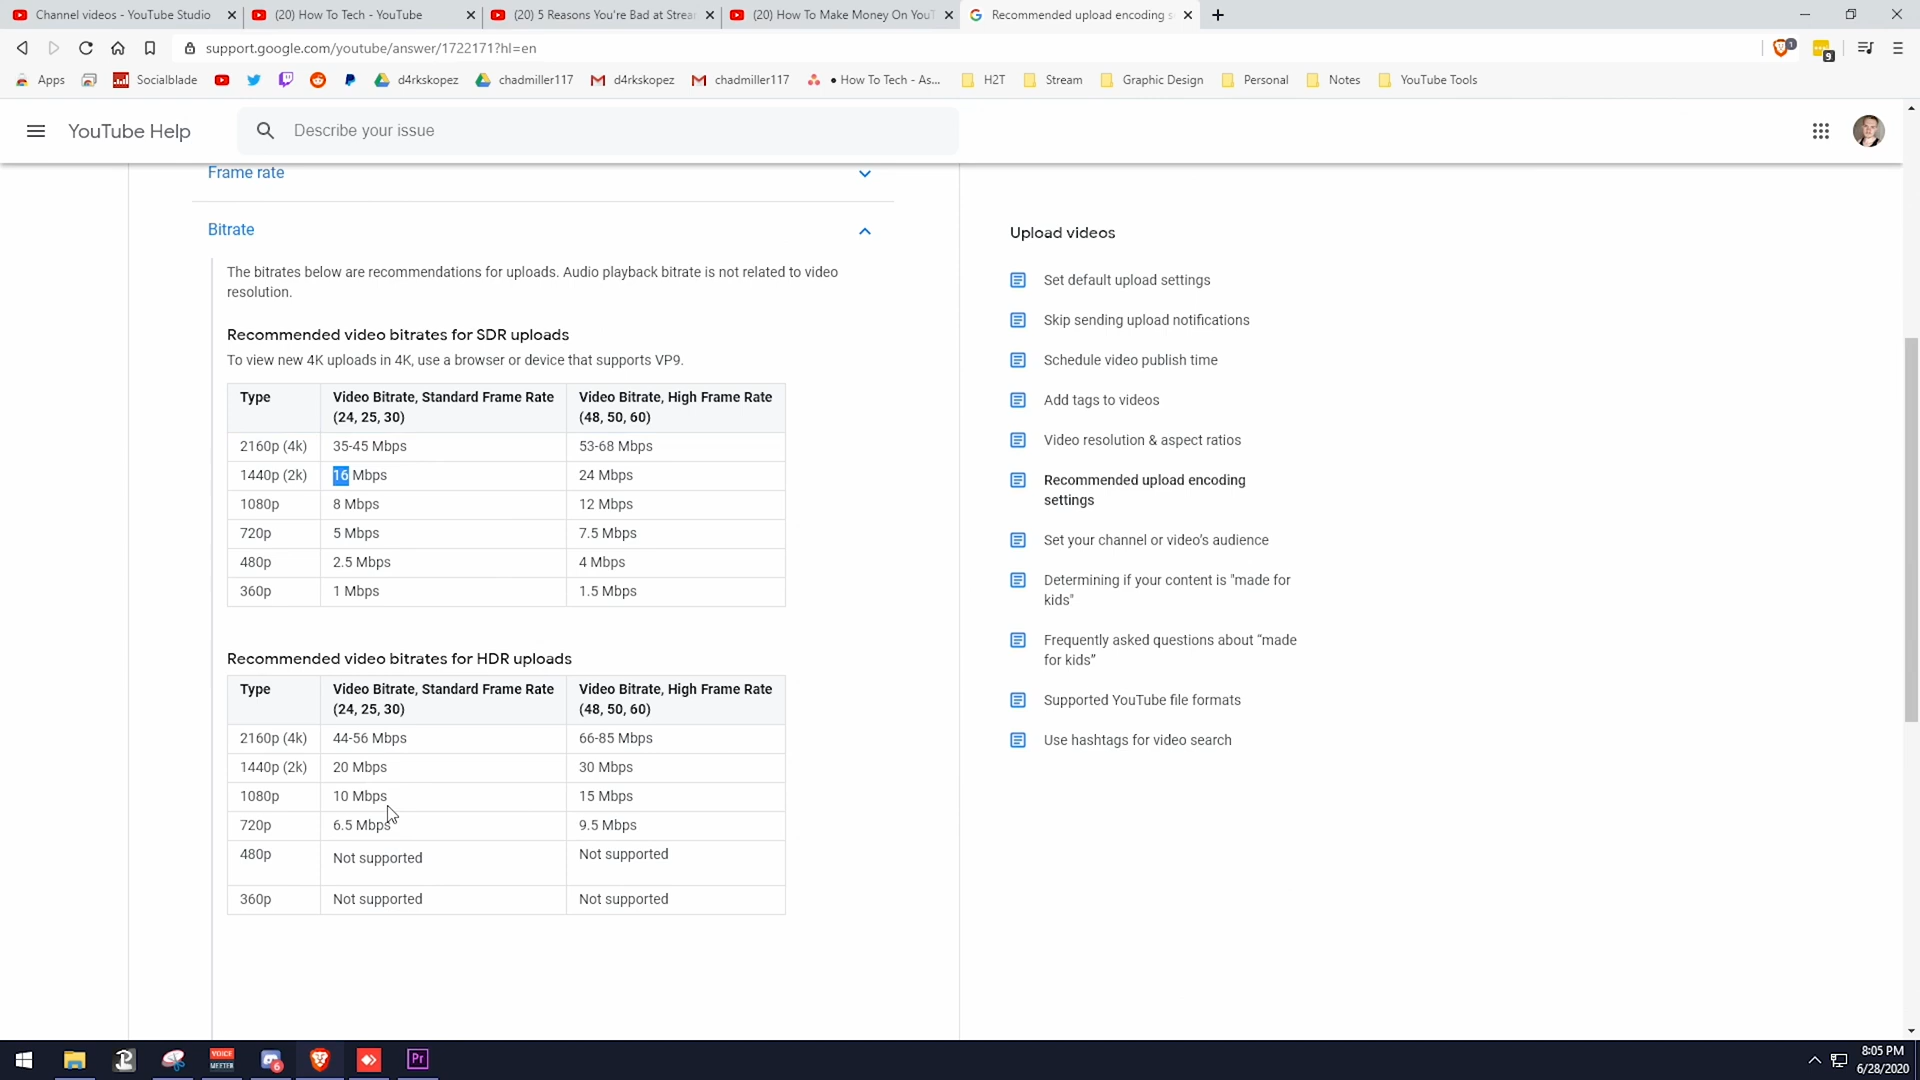 Channel videos - YouTube Studio
(20) How To Tech - YouTube
(20) 5 Reasons You're Bad at Strea
(20) How To Make Money On YouT
Recommended upload encoding s
support.google.com/youtube/answer/1722171?hl=en
1
9
Apps
Socialblade
d4rkskopez
chadmiller117
d4rkskopez
chadmiller117
● How To Tech - As...
H2T
Stream
Graphic Design
Personal
Notes
YouTube Tools
YouTube Help
Describe your issue
Frame rate
Bitrate
The bitrates below are recommendations for uploads. Audio playback bitrate is not related to video
resolution.
Recommended video bitrates for SDR uploads
To view new 4K uploads in 4K, use a browser or device that supports VP9.
Type Video Bitrate, Standard Frame Rate (24, 25, 30) Video Bitrate, High Frame Rate (48, 50, 60)
2160p (4k) 35-45 Mbps 53-68 Mbps
1440p (2k) 16 Mbps 24 Mbps
1080p 8 Mbps 12 Mbps
720p 5 Mbps 7.5 Mbps
480p 2.5 Mbps 4 Mbps
360p 1 Mbps 1.5 Mbps
Recommended video bitrates for HDR uploads
Type Video Bitrate, Standard Frame Rate (24, 25, 30) Video Bitrate, High Frame Rate (48, 50, 60)
2160p (4k) 44-56 Mbps 66-85 Mbps
1440p (2k) 20 Mbps 30 Mbps
1080p 10 Mbps 15 Mbps
720p 6.5 Mbps 9.5 Mbps
480p Not supported Not supported
360p Not supported Not supported
Upload videos
Set default upload settings
Skip sending upload notifications
Schedule video publish time
Add tags to videos
Video resolution & aspect ratios
Recommended upload encoding
settings
Set your channel or video's audience
Determining if your content is "made for
kids"
Frequently asked questions about "made
for kids"
Supported YouTube file formats
Use hashtags for video search
VOICE
MEETER
6
Pr
8:05 PM
6/28/2020